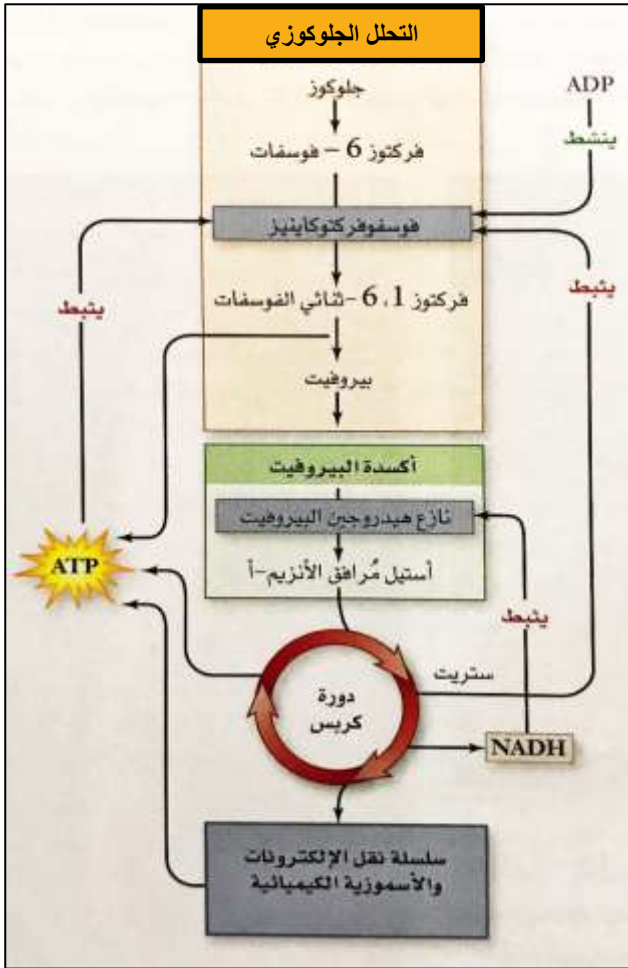 التحلل الجلوكوزي
جلوكوز
ADP
ينشط
فركتوز 6 - فوسفات
فوسفوفركتوكاينيز
يثبط
يثبط
فركتوز 1، 6 -ثنائي الفوسفات
بيروفيت
أكسدة البيروفيت
نازع هيدروجين البيروفيت
أستيل مُرافق الأنزيم-أ
ATP
يثبط
ستريت
دورة
كربس
NADH
سلسلة نقل الإلكترونات
والأسموزية الكيميائية